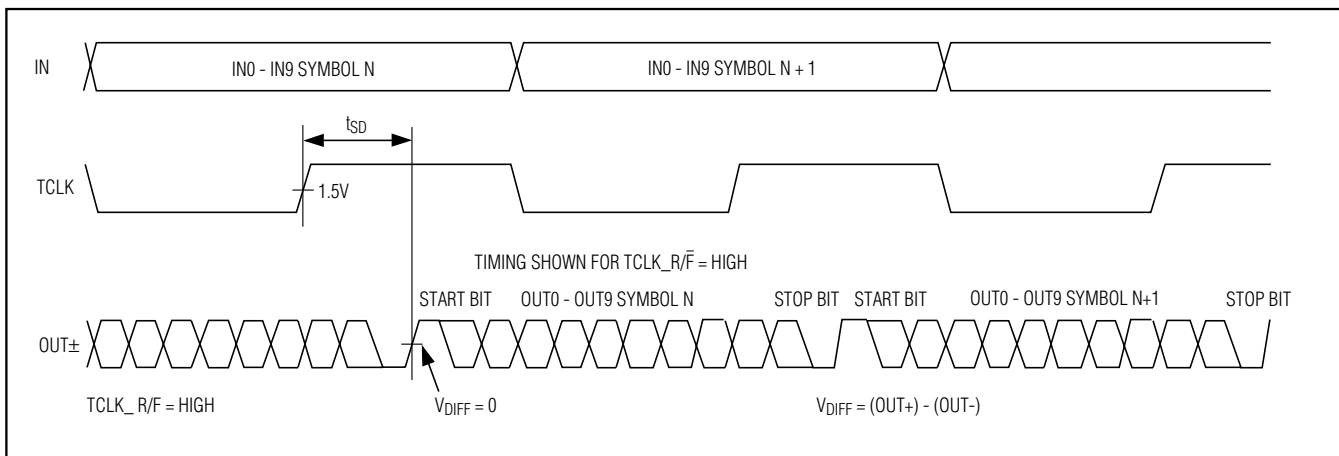 IN
IN0 - IN9 SYMBOL N
IN0 - IN9 SYMBOL N + 1
tSD
TCLK
1.5V
TIMING SHOWN FOR TCLK_R/F̅ = HIGH
START BIT
OUT0 - OUT9 SYMBOL N
STOP BIT
START BIT
OUT0 - OUT9 SYMBOL N+1
STOP BIT
OUT±
TCLK_ R/F = HIGH
VDIFF = 0
VDIFF = (OUT+) - (OUT-)